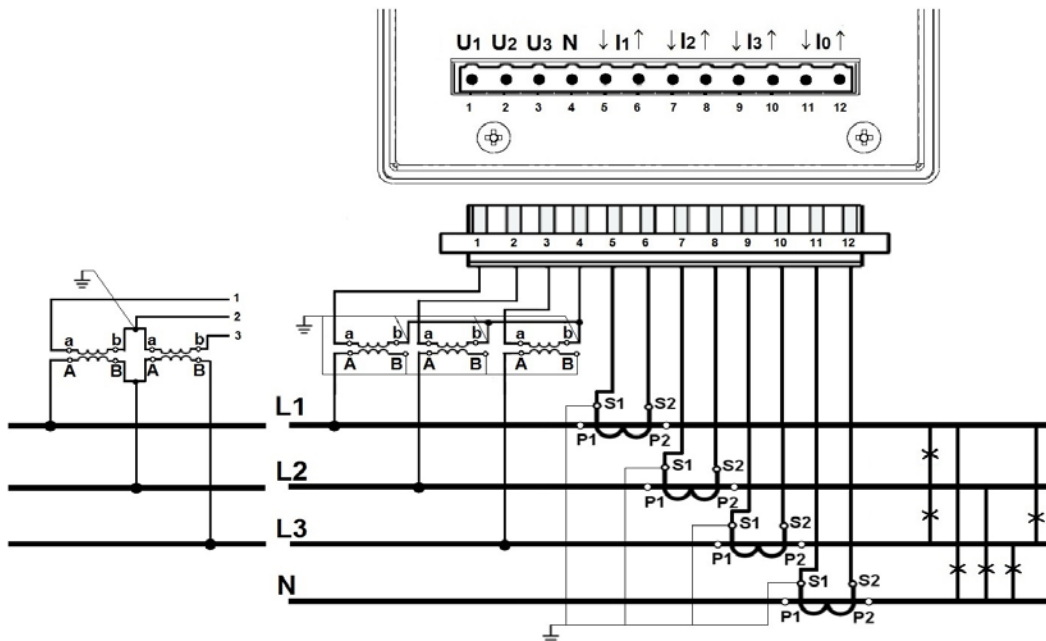 U1 U2 U3 N ↓ I1 ↑ ↓ I2 ↑ ↓ I3 ↑ ↓ I0 ↑
1 2 3 4 5 6 7 8 9 10 11 12
1 2 3 4 5 6 7 8 9 10 11 12
1
2
3
a b a b
A B A B
a b a b a b
A B A B A B
L1
S1 S2
P1 P2
L2
S1 S2
P1 P2
L3
S1 S2
P1 P2
N
S1 S2
P1 P2